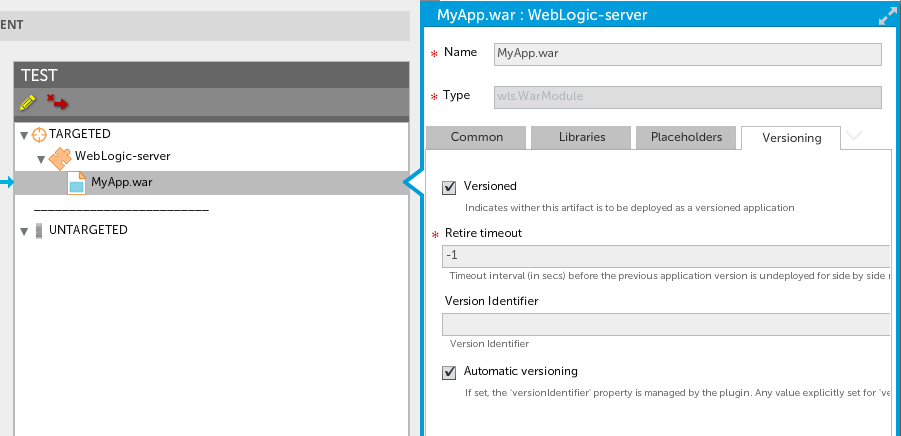 ENT
TEST
TARGETED
WebLogic-server
MyApp.war
UNTARGETED
MyApp.war : WebLogic-server
* Name MyApp.war
* Type wls.WarModule
Common Libraries Placeholders Versioning
Versioned
Indicates wither this artifact is to be deployed as a versioned application
* Retire timeout
-1
Timeout interval (in secs) before the previous application version is undeployed for side by side
Version Identifier
Version Identifier
Automatic versioning
If set, the 'versionIdentifier' property is managed by the plugin. Any value explicitly set for 've